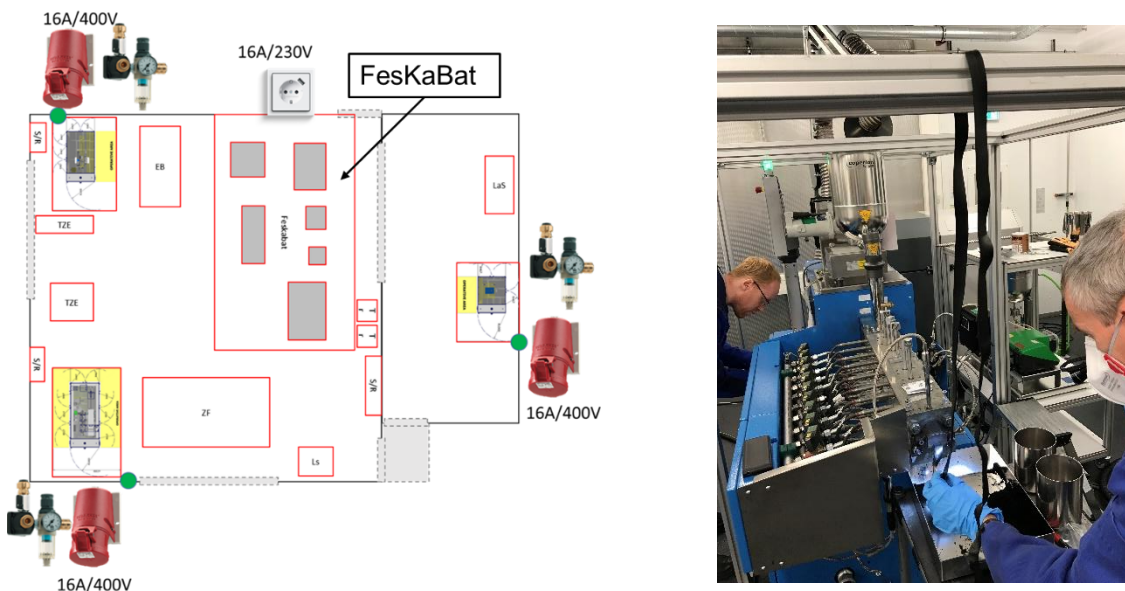 16A/400V
16A/230V
FesKaBat
S/R
EB
LaS
TZE
Feskabat
TZE
T
T
S/R
S/R
ZF
16A/400V
Ls
16A/400V